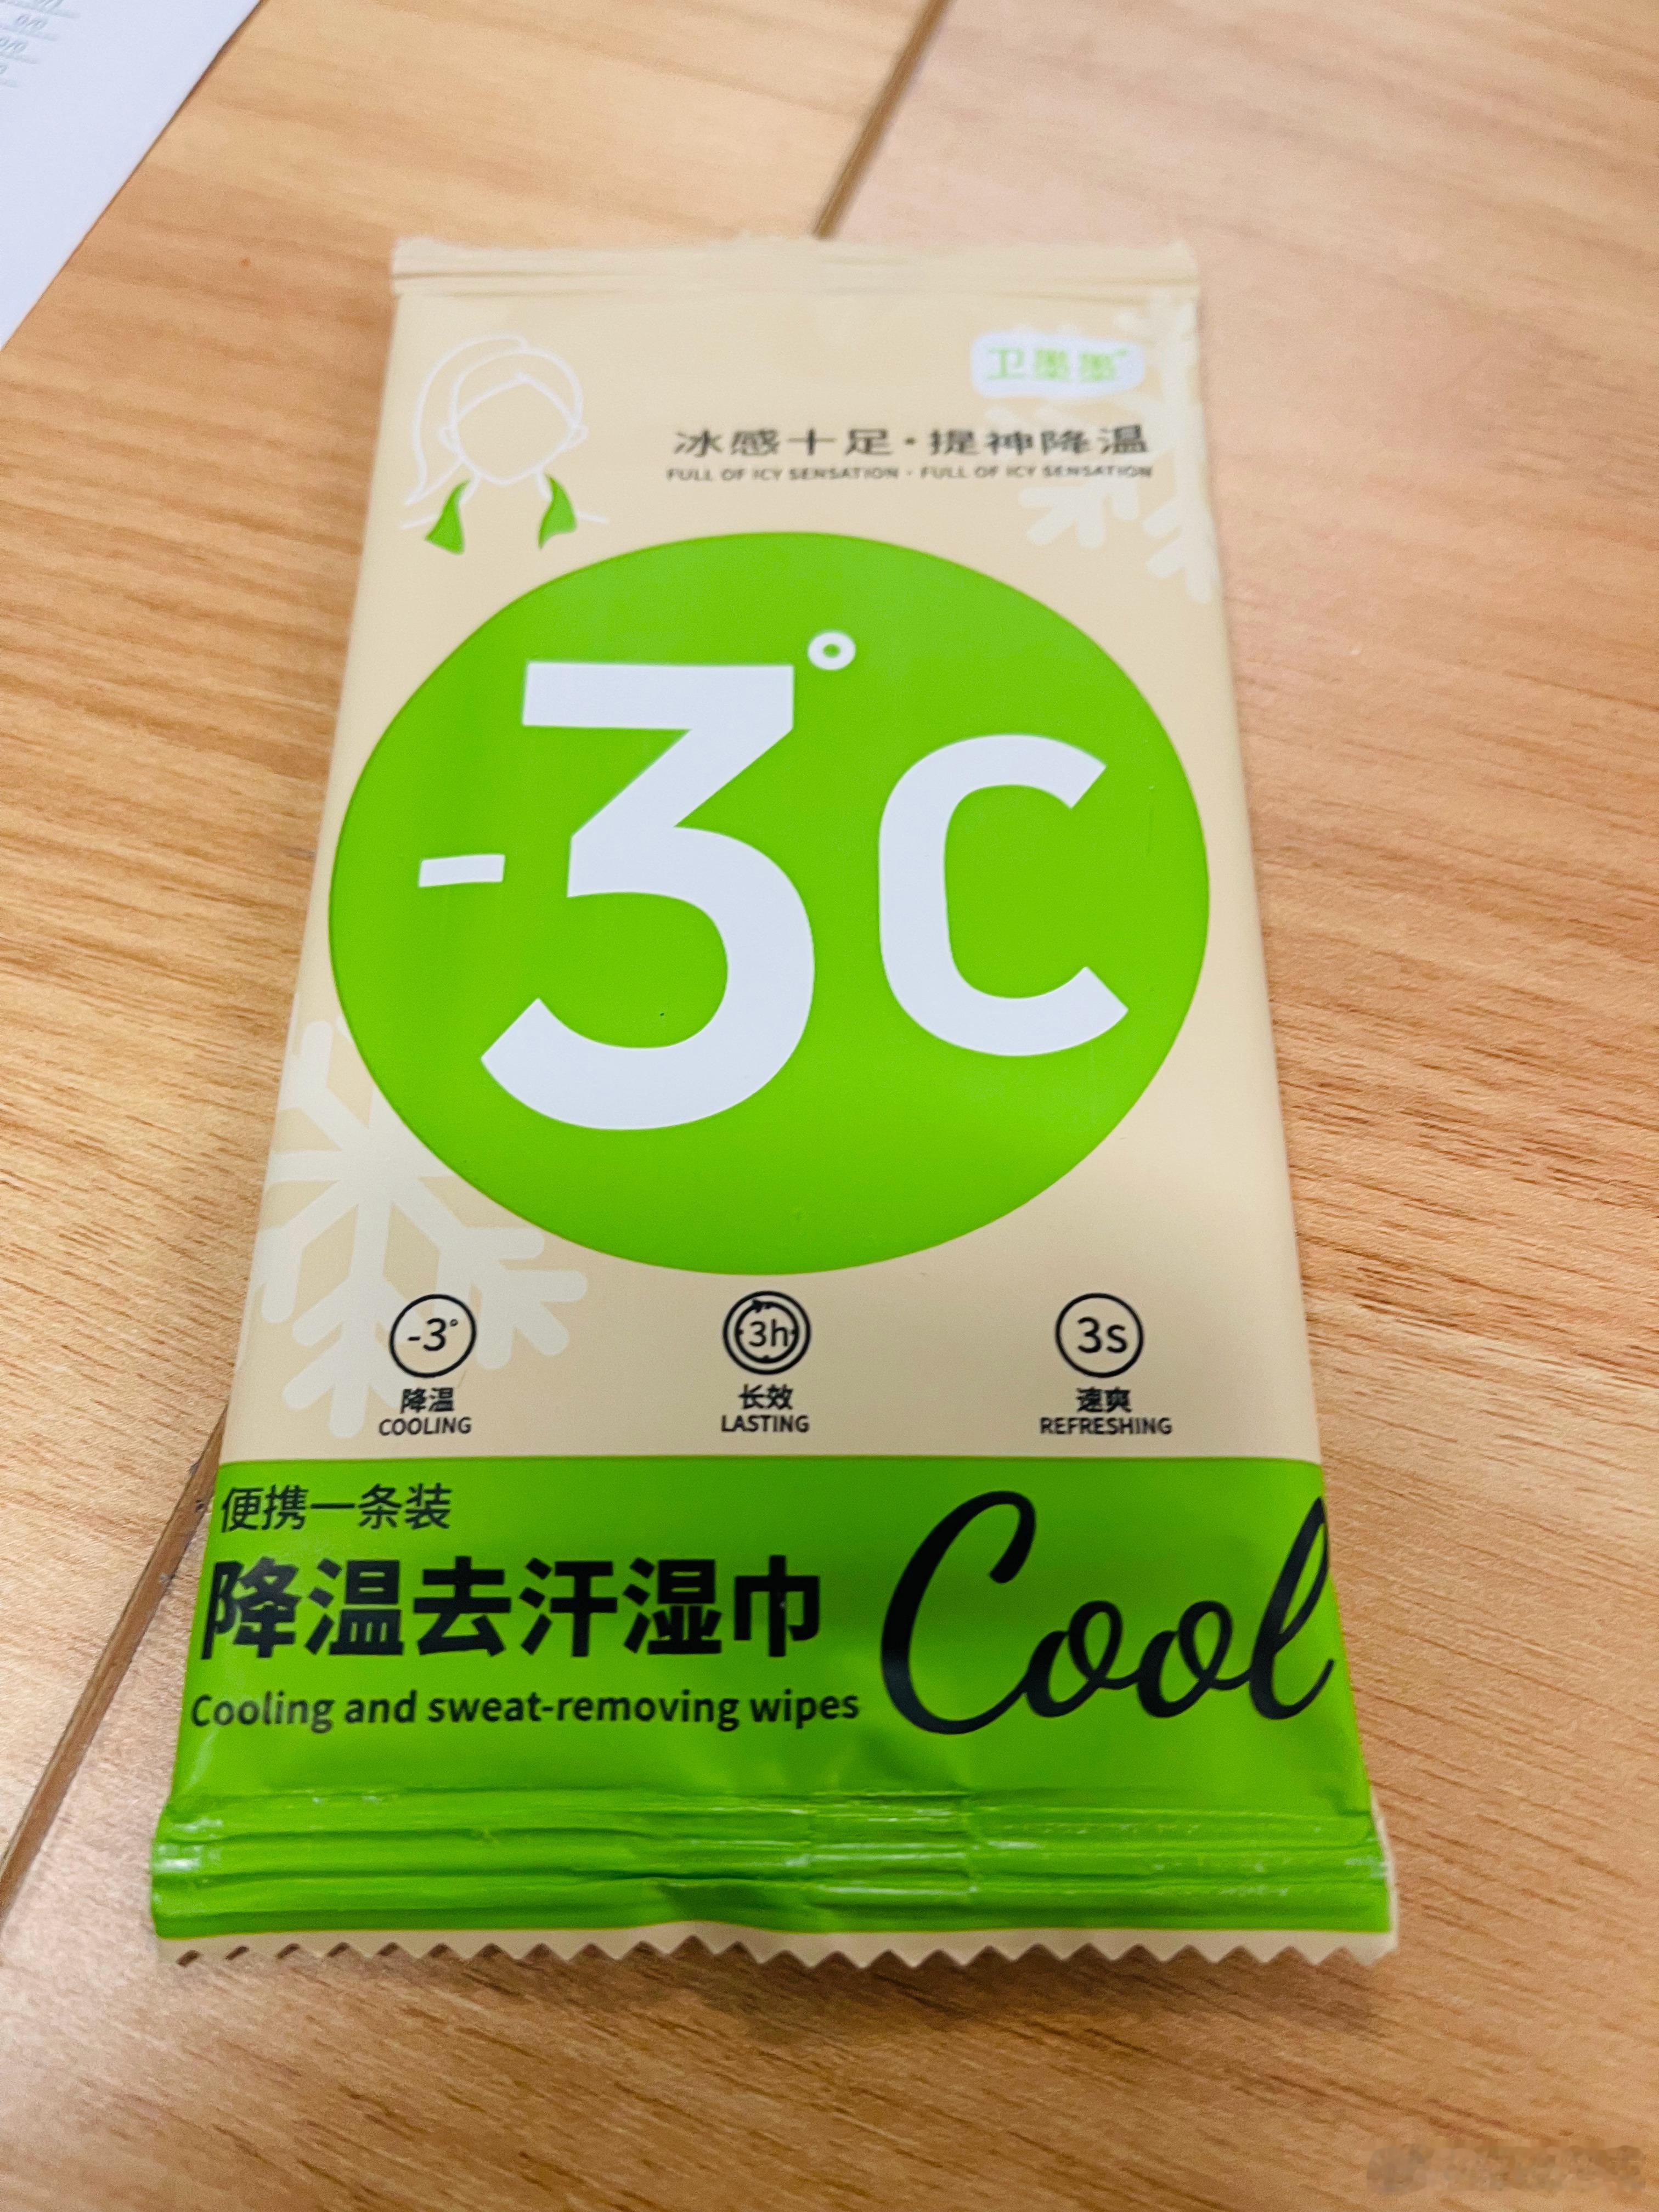 卫墨墨
冰感十足·提神降温
FULL OF ICY SENSATION · FULL OF ICY SENSATION
-3°C
-3°
降温
COOLING
3h
长效
LASTING
3s
速爽
REFRESHING
便携一条装
降温去汗湿巾
Cooling and sweat-removing wipes
Cool